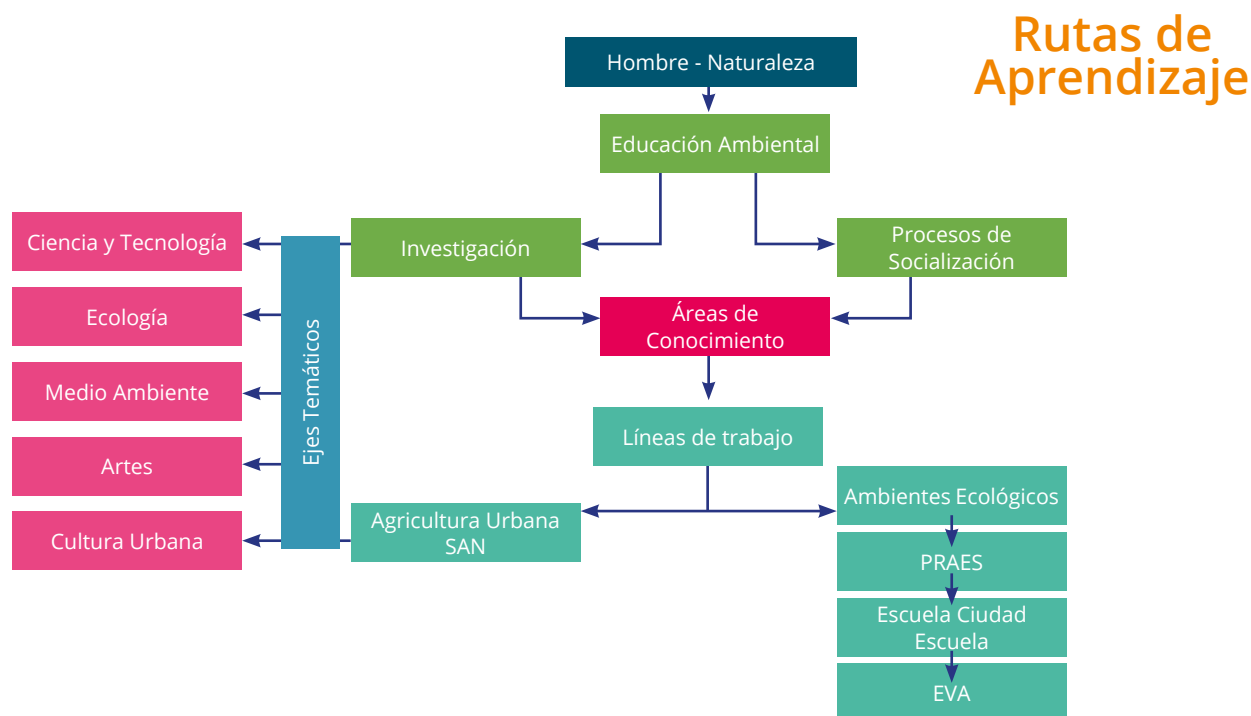 Rutas de
Aprendizaje
Hombre - Naturaleza
Educación Ambiental
Investigación
Procesos de
Socialización
Áreas de
Conocimiento
Líneas de trabajo
Agricultura Urbana
SAN
Ambientes Ecológicos
PRAES
Escuela Ciudad
Escuela
EVA
Ejes Temáticos
Ciencia y Tecnología
Ecología
Medio Ambiente
Artes
Cultura Urbana